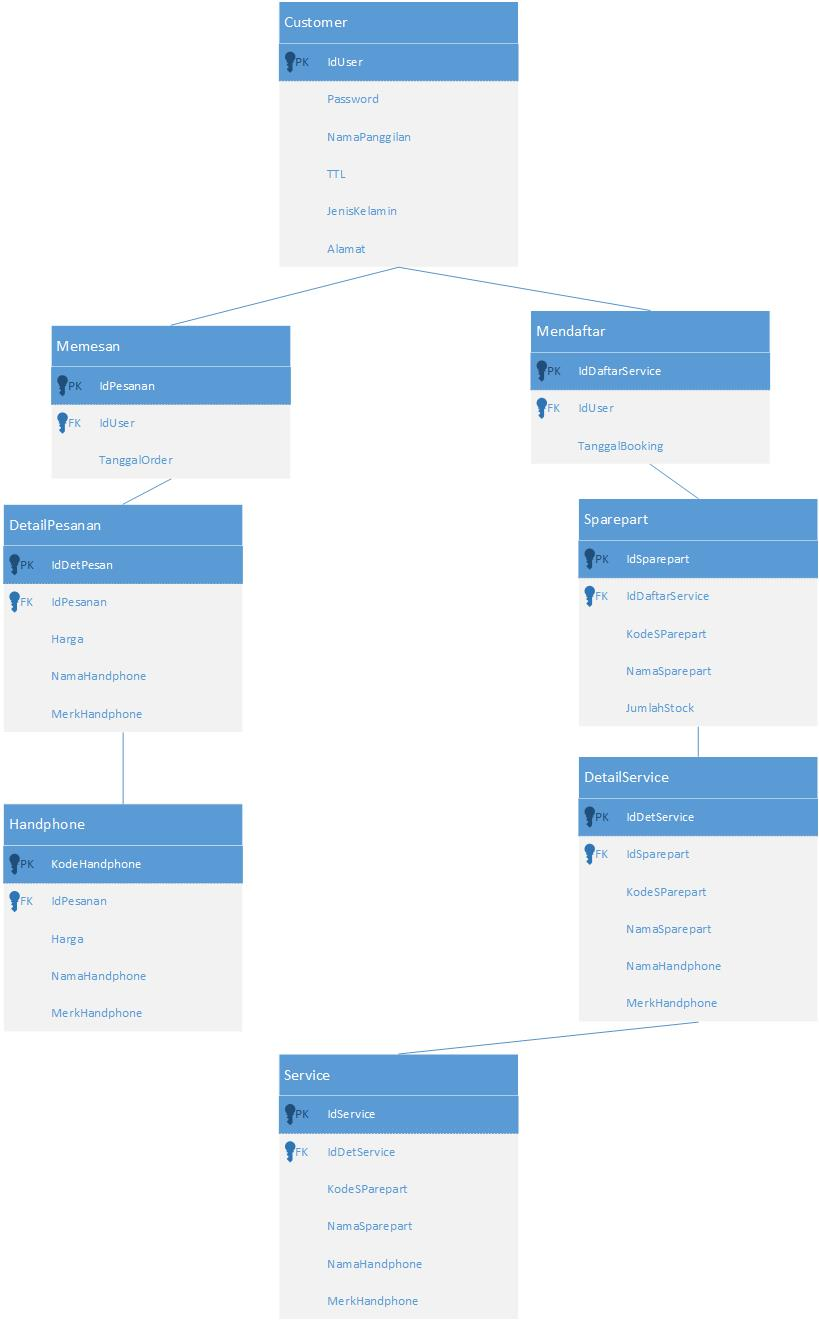 Customer
PK IdUser
Password
NamaPanggilan
TTL
JenisKelamin
Alamat
Memesan
PK IdPesanan
FK IdUser
TanggalOrder
Mendaftar
PK IdDaftarService
FK IdUser
TanggalBooking
DetailPesanan
PK IdDetPesan
FK IdPesanan
Harga
NamaHandphone
MerkHandphone
Sparepart
PK IdSparepart
FK IdDaftarService
KodeSParepart
NamaSparepart
JumlahStock
Handphone
PK KodeHandphone
FK IdPesanan
Harga
NamaHandphone
MerkHandphone
DetailService
PK IdDetService
FK IdSparepart
KodeSParepart
NamaSparepart
NamaHandphone
MerkHandphone
Service
PK IdService
FK IdDetService
KodeSParepart
NamaSparepart
NamaHandphone
MerkHandphone